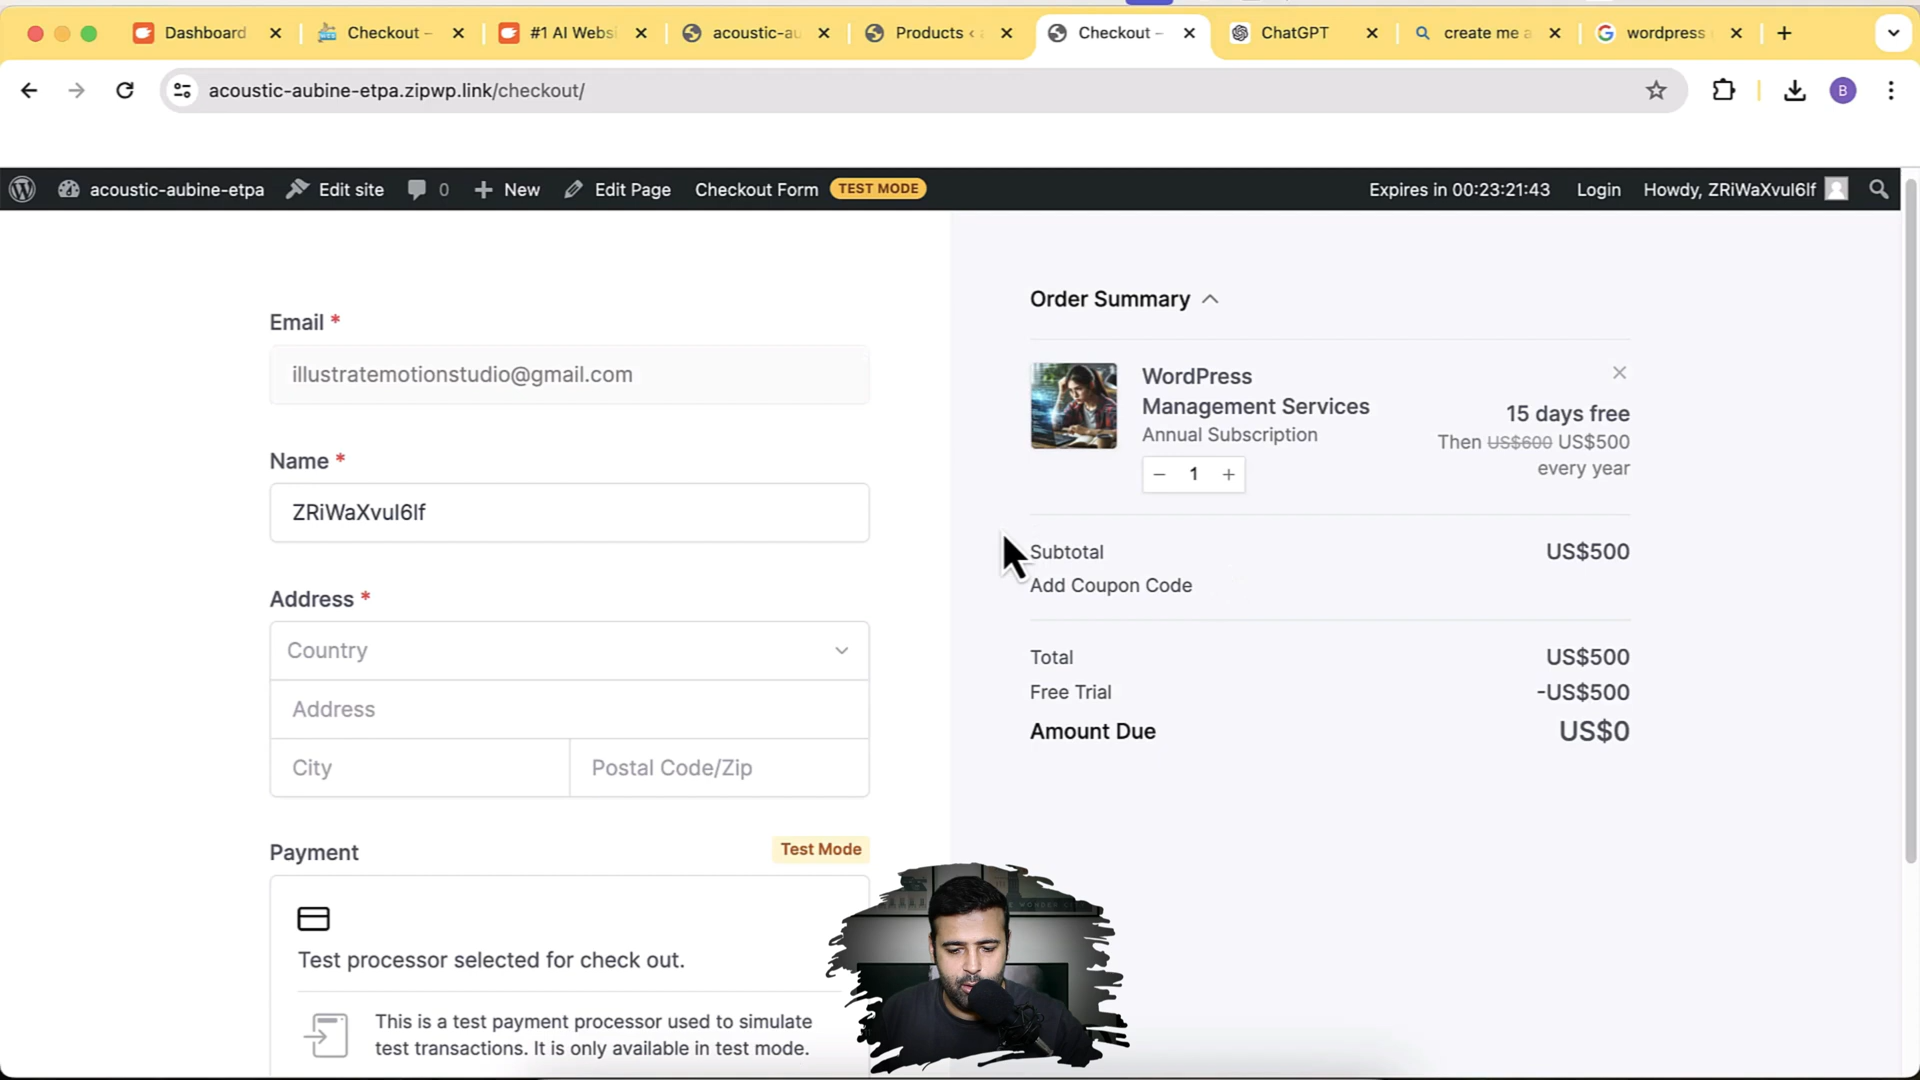 Dashboard
Checkout –
#1 AI Websi
acoustic-au
Products ‹ a
Checkout –
ChatGPT
create me a
wordpress
acoustic-aubine-etpa.zipwp.link/checkout/
B
acoustic-aubine-etpa
Edit site
0
New
Edit Page
Checkout Form
TEST MODE
Expires in 00:23:21:43
Login
Howdy, ZRiWaXvul6lf
Email *
illustratemotionstudio@gmail.com
Name *
ZRiWaXvul6lf
Address *
Country
Address
City
Postal Code/Zip
Payment
Test Mode
Test processor selected for check out.
This is a test payment processor used to simulate
test transactions. It is only available in test mode.
Order Summary
WordPress
Management Services
Annual Subscription
1
15 days free
Then US$600 US$500
every year
Subtotal
US$500
Add Coupon Code
Total
US$500
Free Trial
-US$500
Amount Due
US$0